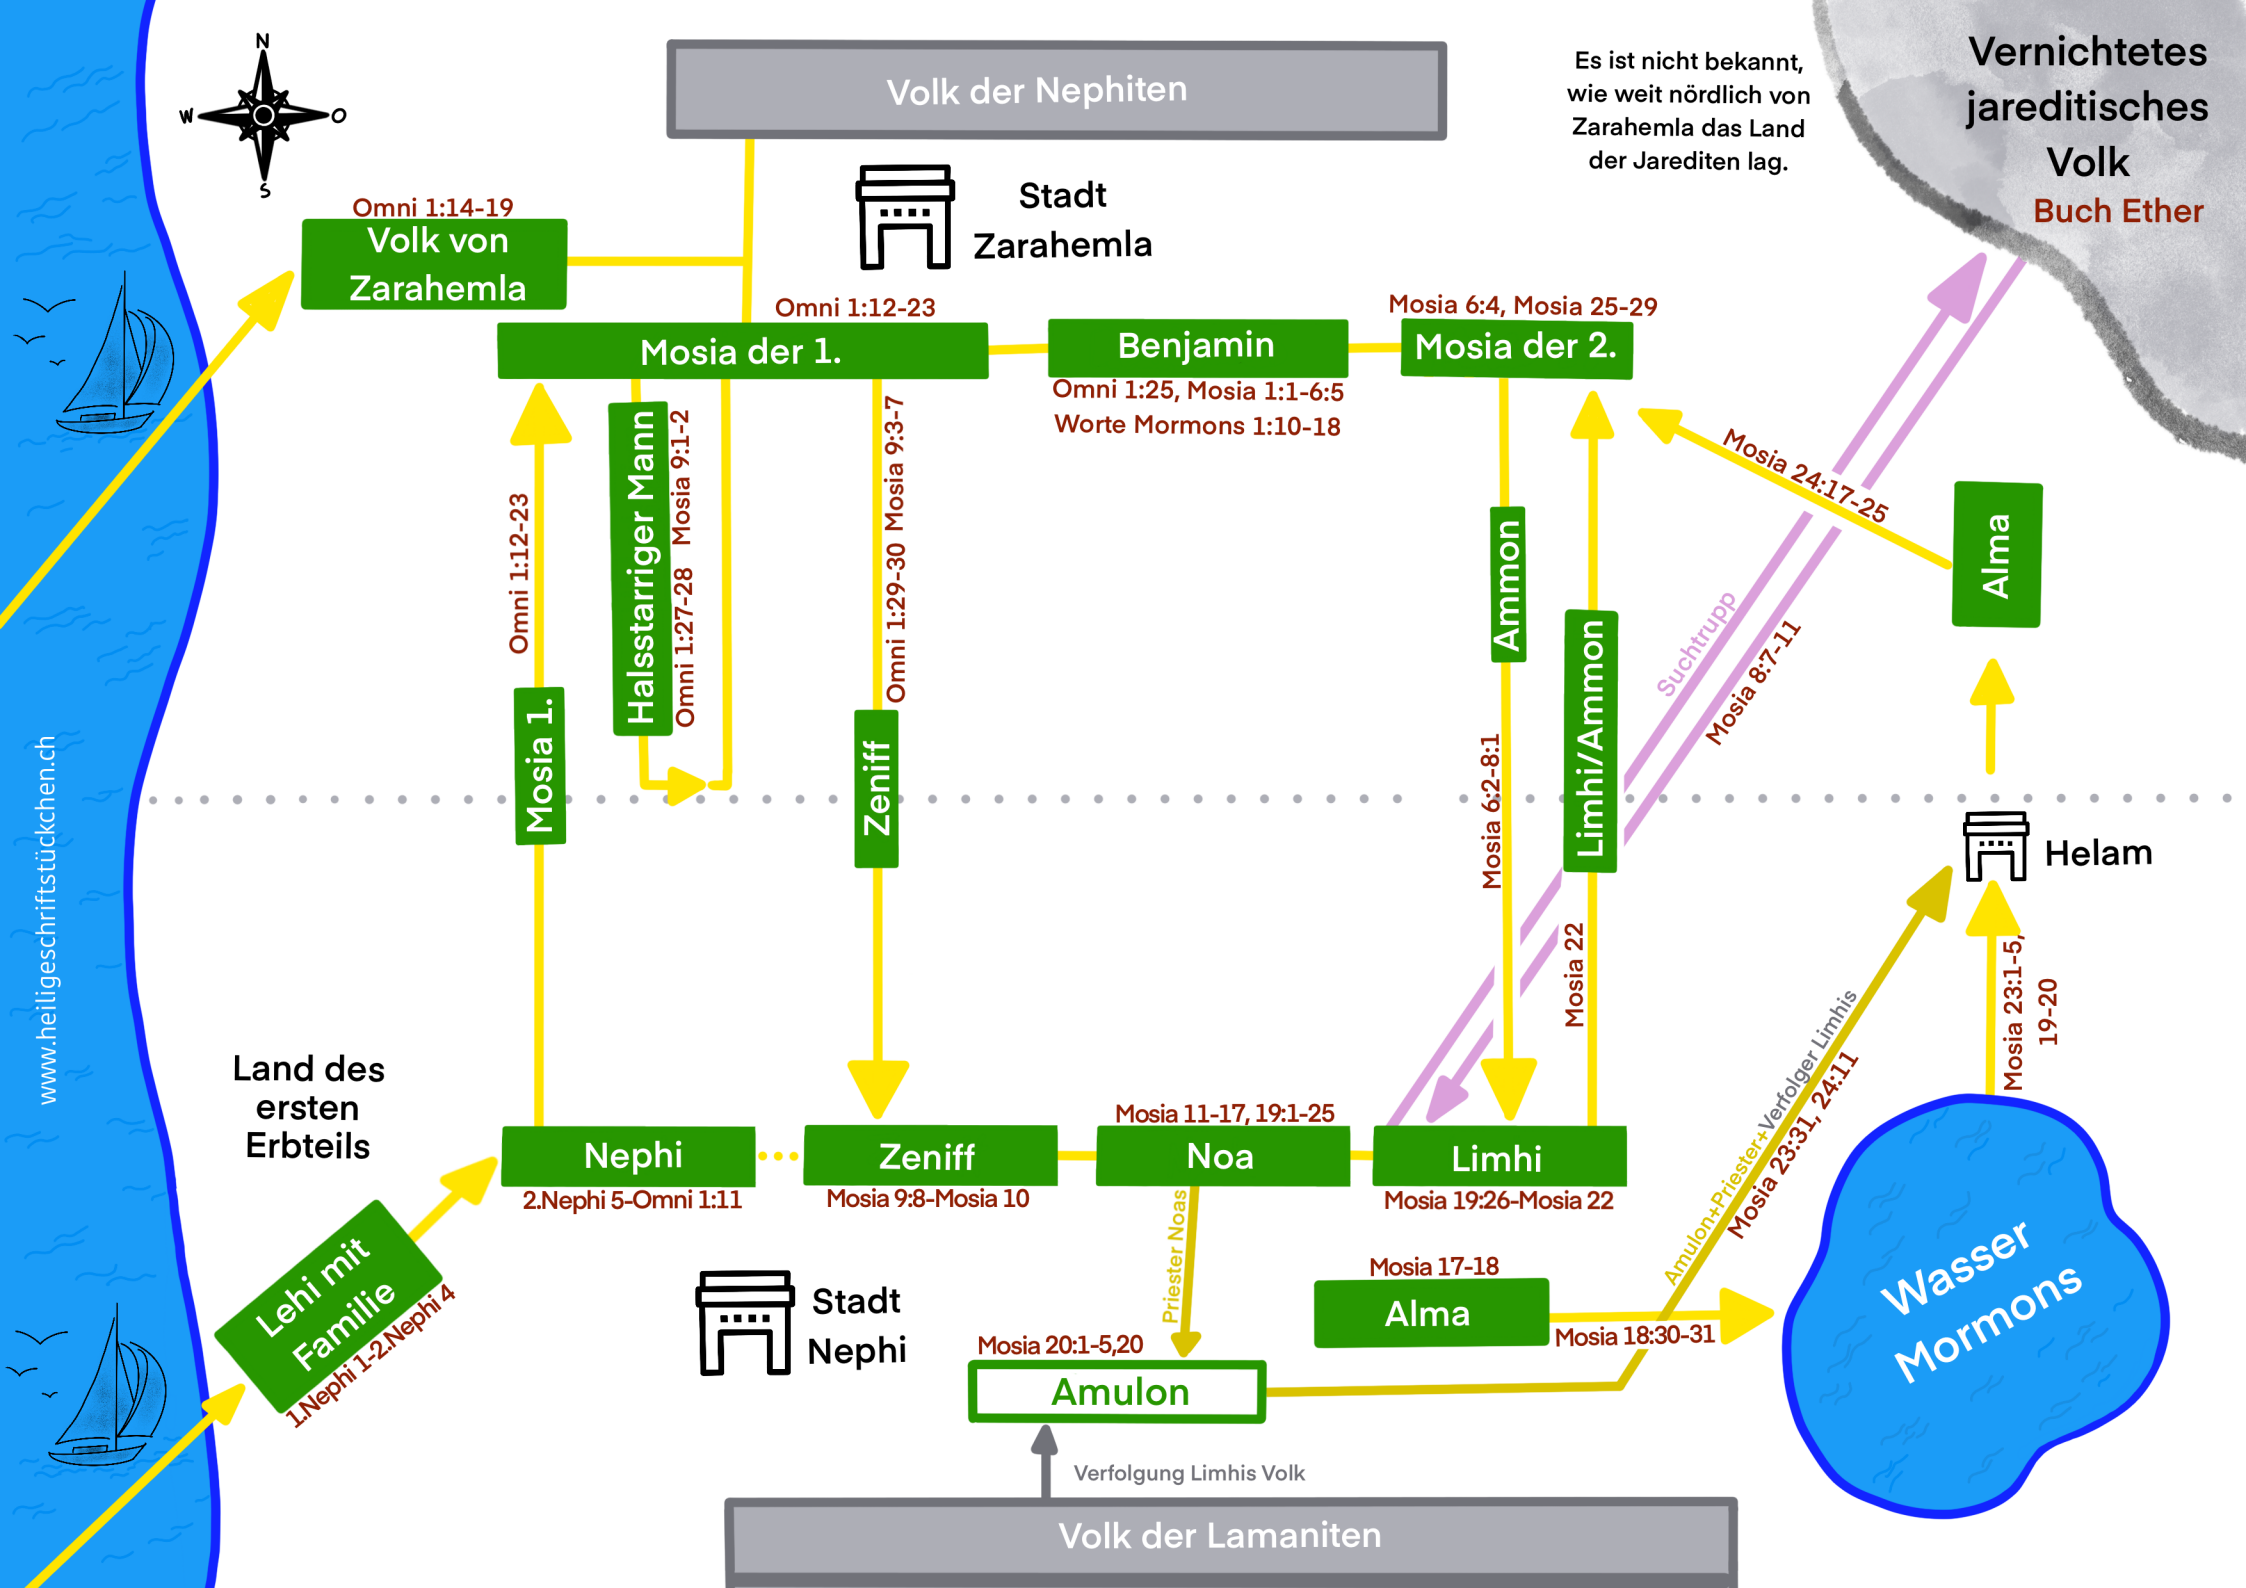 N
W
O
S
Volk der Nephiten
Es ist nicht bekannt,
wie weit nördlich von
Zarahemla das Land
der Jarediten lag.
Vernichtetes
jareditisches
Volk
Buch Ether
Stadt
Zarahemla
Omni 1:14-19
Volk von
Zarahemla
Omni 1:12-23
Mosia der 1.
Benjamin
Omni 1:25, Mosia 1:1-6:5
Worte Mormons 1:10-18
Mosia 6:4, Mosia 25-29
Mosia der 2.
Omni 1:12-23
Mosia 1.
Halsstarriger Mann
Omni 1:27-28 Mosia 9:1-2
Omni 1:29-30 Mosia 9:3-7
Zeniff
Ammon
Mosia 6:2-8:1
Limhi/Ammon
Mosia 22
Suchtrupp
Mosia 8:7-11
Mosia 24:17-25
Alma
Helam
Mosia 23:1-5,
19-20
www.heiligeschriftstückchen.ch
Land des
ersten
Erbteils
Lehi mit
Familie
1.Nephi 1-2.Nephi 4
Nephi
2.Nephi 5-Omni 1:11
Zeniff
Mosia 9:8-Mosia 10
Mosia 11-17, 19:1-25
Noa
Limhi
Mosia 19:26-Mosia 22
Priester Noas
Stadt
Nephi
Mosia 17-18
Alma
Mosia 18:30-31
Amulon+Priester+Verfolger Limhis
Mosia 23:31, 24:11
Wasser
Mormons
Mosia 20:1-5,20
Amulon
Verfolgung Limhis Volk
Volk der Lamaniten